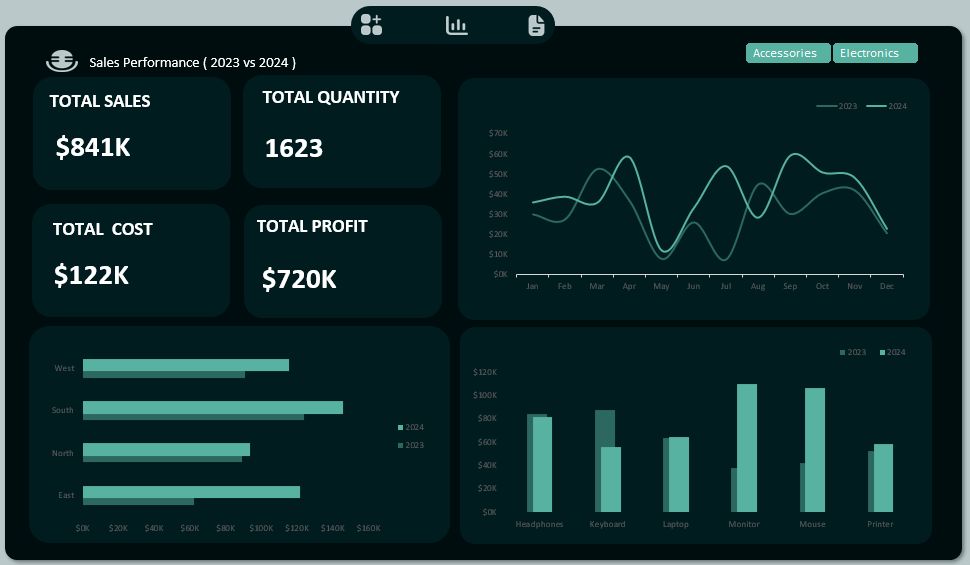 Sales Performance ( 2023 vs 2024 )
Accessories
Electronics
TOTAL SALES
$841K
TOTAL QUANTITY
1623
TOTAL  COST
$122K
TOTAL PROFIT
$720K
2023
2024
$70K
$60K
$50K
$40K
$30K
$20K
$10K
$0K
Jan Feb Mar Apr May Jun Jul Aug Sep Oct Nov Dec
West
South
North
East
2024
2023
$0K $20K $40K $60K $80K $100K $120K $140K $160K
2023
2024
$120K
$100K
$80K
$60K
$40K
$20K
$0K
Headphones Keyboard Laptop Monitor Mouse Printer